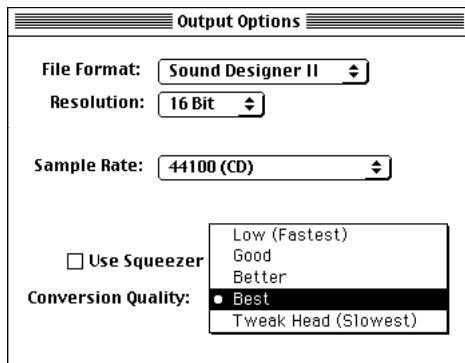 Output Options
File Format: Sound Designer II
Resolution: 16 Bit
Sample Rate: 44100 (CD)
Low (Fastest)
Use Squeezer Good
Better
Conversion Quality: Best
Tweak Head (Slowest)